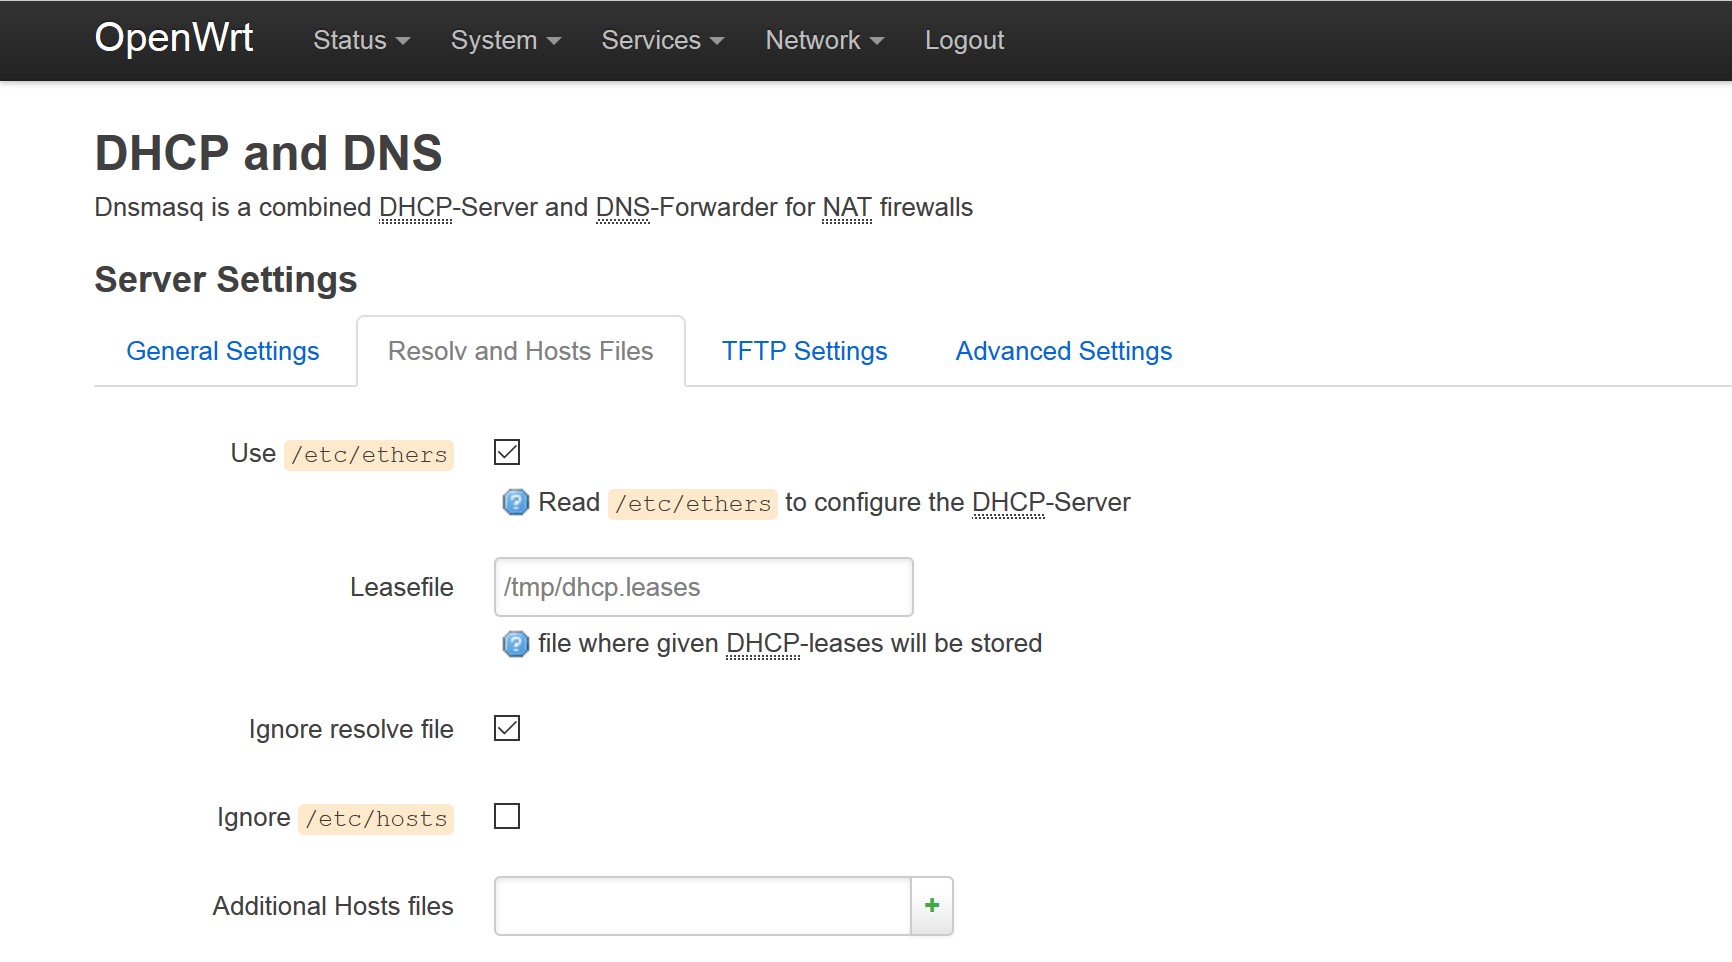 OpenWrt Status System Services Network Logout
DHCP and DNS
Dnsmasq is a combined DHCP-Server and DNS-Forwarder for NAT firewalls
Server Settings
General Settings Resolv and Hosts Files TFTP Settings Advanced Settings
Use /etc/ethers
Read /etc/ethers to configure the DHCP-Server
Leasefile /tmp/dhcp.leases
file where given DHCP-leases will be stored
Ignore resolve file
Ignore /etc/hosts
Additional Hosts files